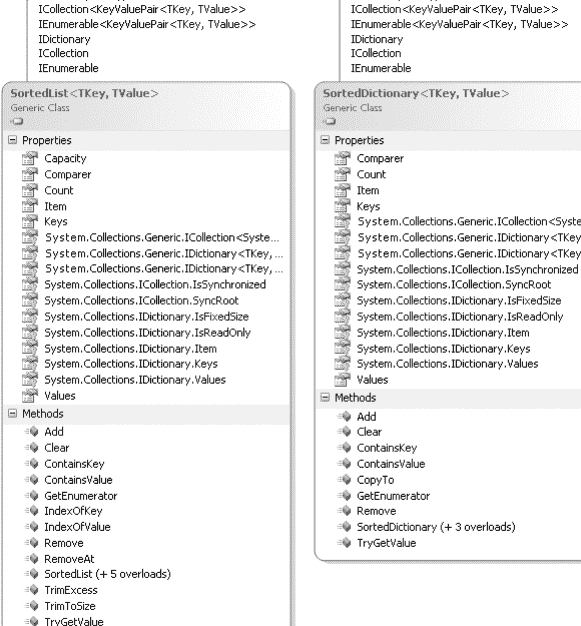 ICollection<KeyValuePair<TKey, TValue>>
IEnumerable<KeyValuePair<TKey, TValue>>
IDictionary
ICollection
IEnumerable
SortedList<TKey, TValue>
Generic Class
Properties
Capacity
Comparer
Count
Item
Keys
System.Collections.Generic.ICollection<Syste...
System.Collections.Generic.IDictionary<TKey, ...
System.Collections.Generic.IDictionary<TKey, ...
System.Collections.ICollection.IsSynchronized
System.Collections.ICollection.SyncRoot
System.Collections.IDictionary.IsFixedSize
System.Collections.IDictionary.IsReadOnly
System.Collections.IDictionary.Item
System.Collections.IDictionary.Keys
System.Collections.IDictionary.Values
Values
Methods
Add
Clear
ContainsKey
ContainsValue
GetEnumerator
IndexOfKey
IndexOfValue
Remove
RemoveAt
SortedList (+ 5 overloads)
TrimExcess
TrimToSize
TryGetValue
ICollection<KeyValuePair<TKey, TValue>>
IEnumerable<KeyValuePair<TKey, TValue>>
IDictionary
ICollection
IEnumerable
SortedDictionary<TKey, TValue>
Generic Class
Properties
Comparer
Count
Item
Keys
System.Collections.Generic.ICollection<Syste
System.Collections.Generic.IDictionary<TKey
System.Collections.Generic.IDictionary<TKey
System.Collections.ICollection.IsSynchronized
System.Collections.ICollection.SyncRoot
System.Collections.IDictionary.IsFixedSize
System.Collections.IDictionary.IsReadOnly
System.Collections.IDictionary.Item
System.Collections.IDictionary.Keys
System.Collections.IDictionary.Values
Values
Methods
Add
Clear
ContainsKey
ContainsValue
CopyTo
GetEnumerator
Remove
SortedDictionary (+ 3 overloads)
TryGetValue